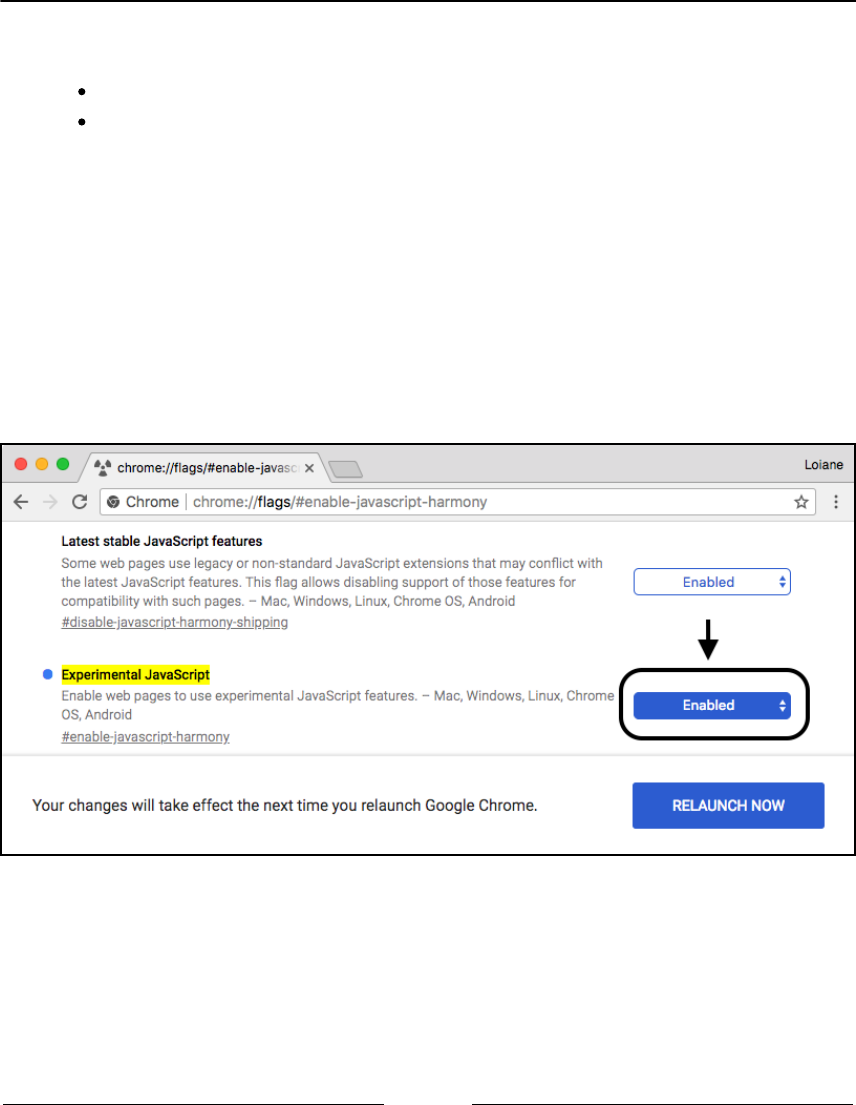 chrome://flags/#enable-javasc
Loiane
Chrome chrome://flags/#enable-javascript-harmony
Latest stable JavaScript features
Some web pages use legacy or non-standard JavaScript extensions that may conflict with
the latest JavaScript features. This flag allows disabling support of those features for
compatibility with such pages. – Mac, Windows, Linux, Chrome OS, Android
#disable-javascript-harmony-shipping
Enabled
Experimental JavaScript
Enable web pages to use experimental JavaScript features. – Mac, Windows, Linux, Chrome
OS, Android
#enable-javascript-harmony
Enabled
Your changes will take effect the next time you relaunch Google Chrome.
RELAUNCH NOW